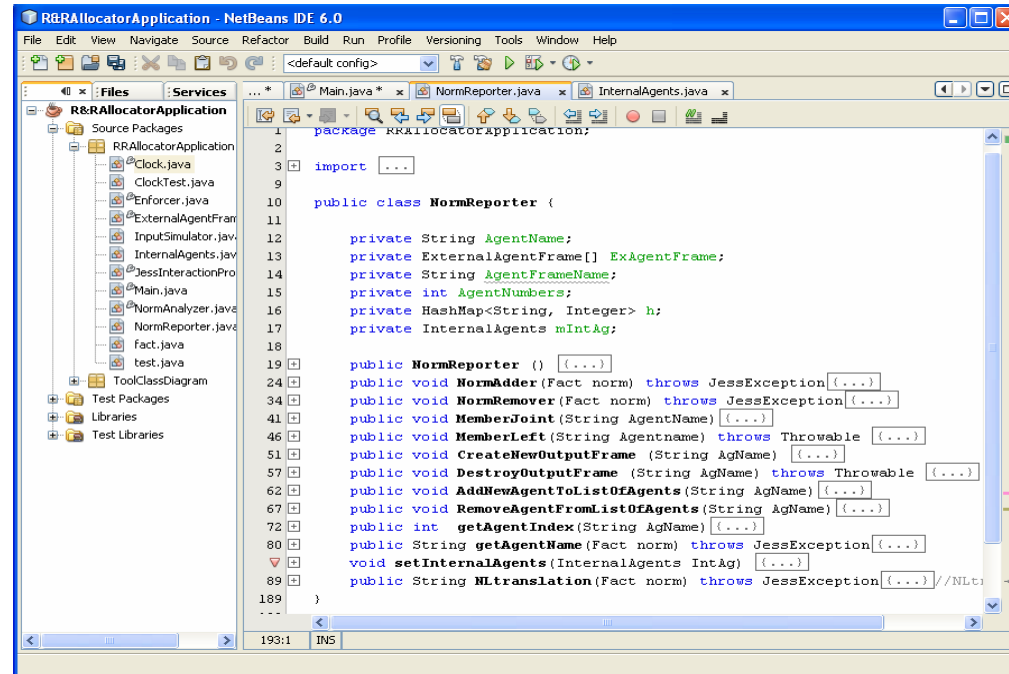 R&RAllocatorApplication - NetBeans IDE 6.0
File Edit View Navigate Source Refactor Build Run Profile Versioning Tools Window Help
<default config>
Files Services
... * Main.java * x NormReporter.java x InternalAgents.java x
R&RAllocatorApplication
Source Packages
RRAllocatorApplication
Clock.java
ClockTest.java
Enforcer.java
ExternalAgentFram
InputSimulator.jav
InternalAgents.jav
JessInteractionPro
Main.java
NormAnalyzer.java
NormReporter.java
fact.java
test.java
ToolClassDiagram
Test Packages
Libraries
Test Libraries
1 package RRAllocatorApplication;
2
3 import ...
9
10 public class NormReporter {
11
12 private String AgentName;
13 private ExternalAgentFrame[] ExAgentFrame;
14 private String AgentFrameName;
15 private int AgentNumbers;
16 private HashMap<String, Integer> h;
17 private InternalAgents mIntAg;
18
19 public NormReporter () {...}
24 public void NormAdder(Fact norm) throws JessException{...}
34 public void NormRemover(Fact norm) throws JessException{...}
41 public void MemberJoint(String AgentName){...}
46 public void MemberLeft(String Agentname) throws Throwable {...}
51 public void CreateNewOutputFrame (String AgName) {...}
57 public void DestroyOutputFrame (String AgName) throws Throwable {...}
62 public void AddNewAgentToListOfAgents(String AgName){...}
67 public void RemoveAgentFromListOfAgents(String AgName){...}
72 public int getAgentIndex(String AgName){...}
80 public String getAgentName(Fact norm) throws JessException{...}
void setInternalAgents(InternalAgents IntAg) {...}
89 public String NLtranslation(Fact norm) throws JessException{...}//NLt
189 }
193:1 INS